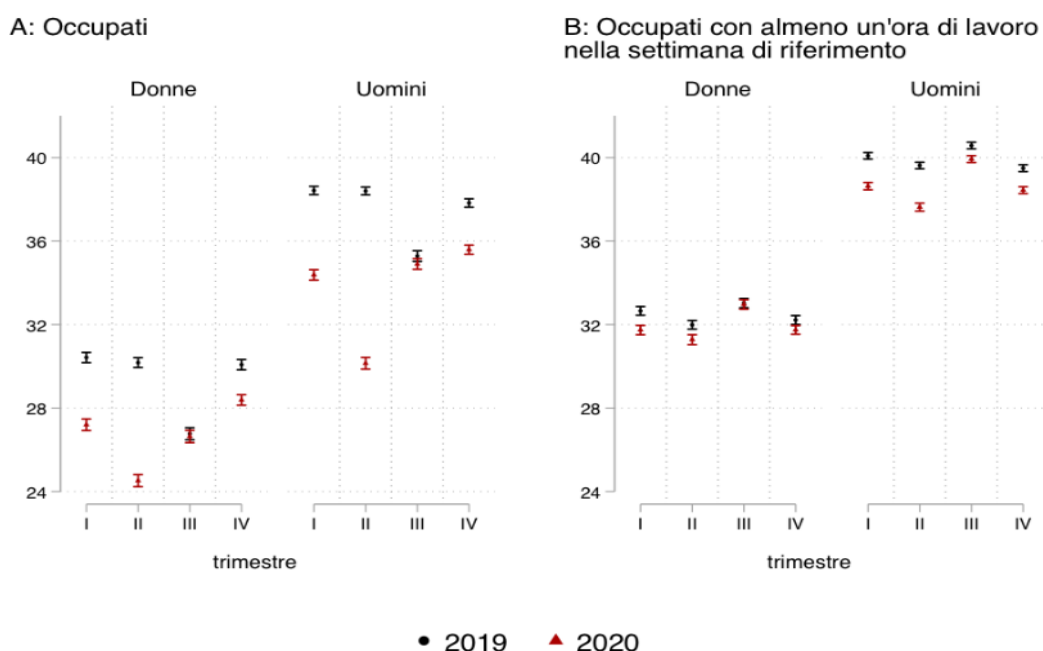 A: Occupati
B: Occupati con almeno un'ora di lavoro
nella settimana di riferimento
Donne
Uomini
40
36
32
28
24
I
II
III
IV
I
II
III
IV
trimestre
Donne
Uomini
40
36
32
28
24
I
II
III
IV
I
II
III
IV
trimestre
2019
2020